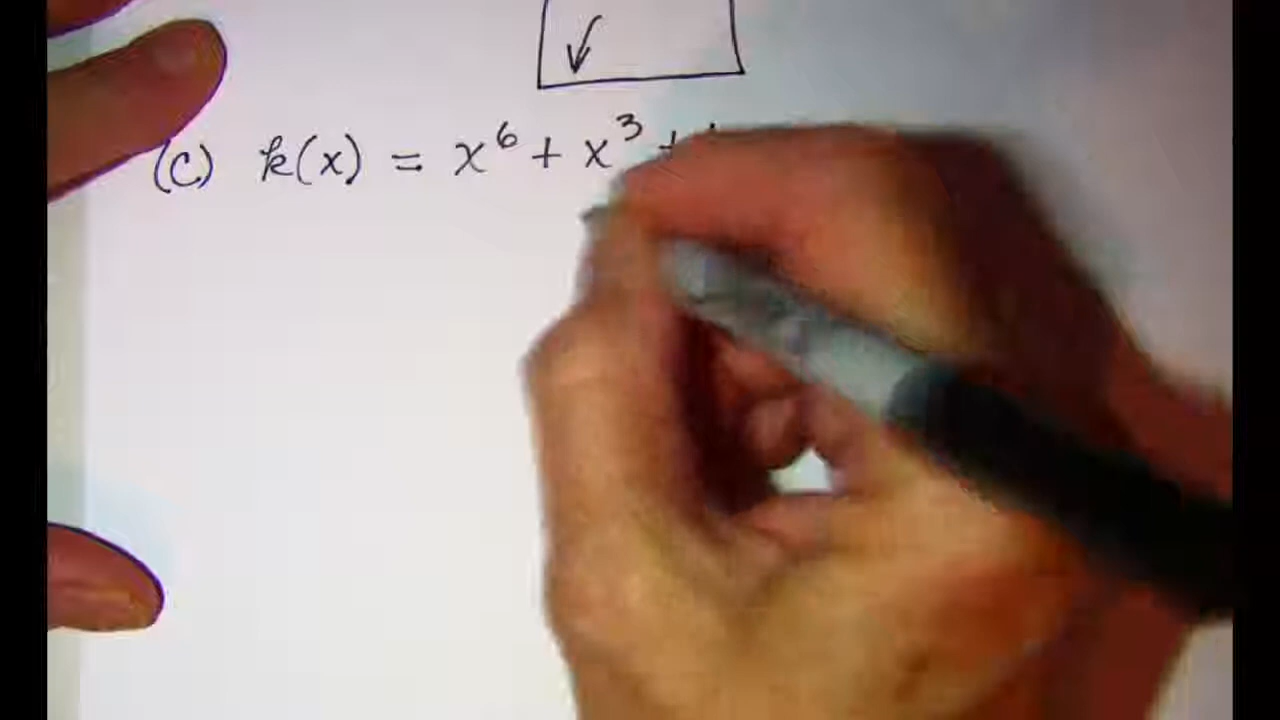 (c) k(x) = x⁶ + x³ +